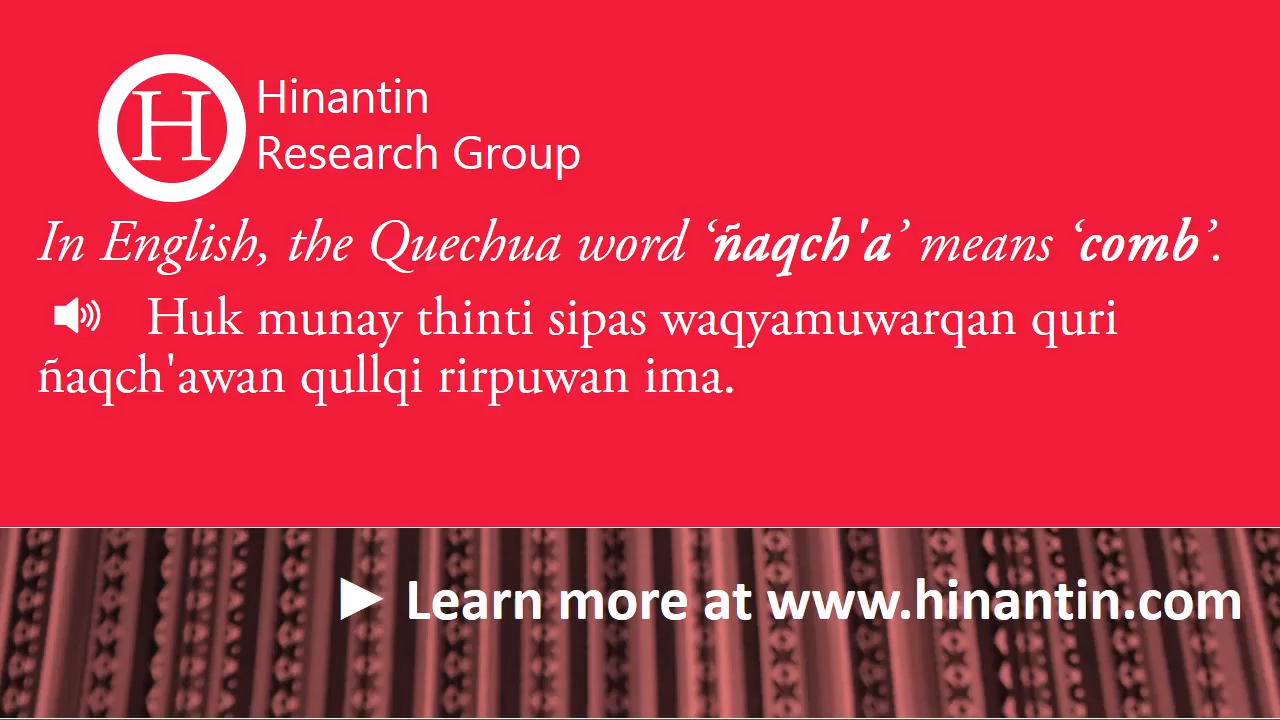 H
Hinantin
Research Group
In English, the Quechua word ‘ñaqch'a’ means ‘comb’.
Huk munay thinti sipas waqyamuwarqan quri
ñaqch'awan qullqi rirpuwan ima.
Learn more at www.hinantin.com